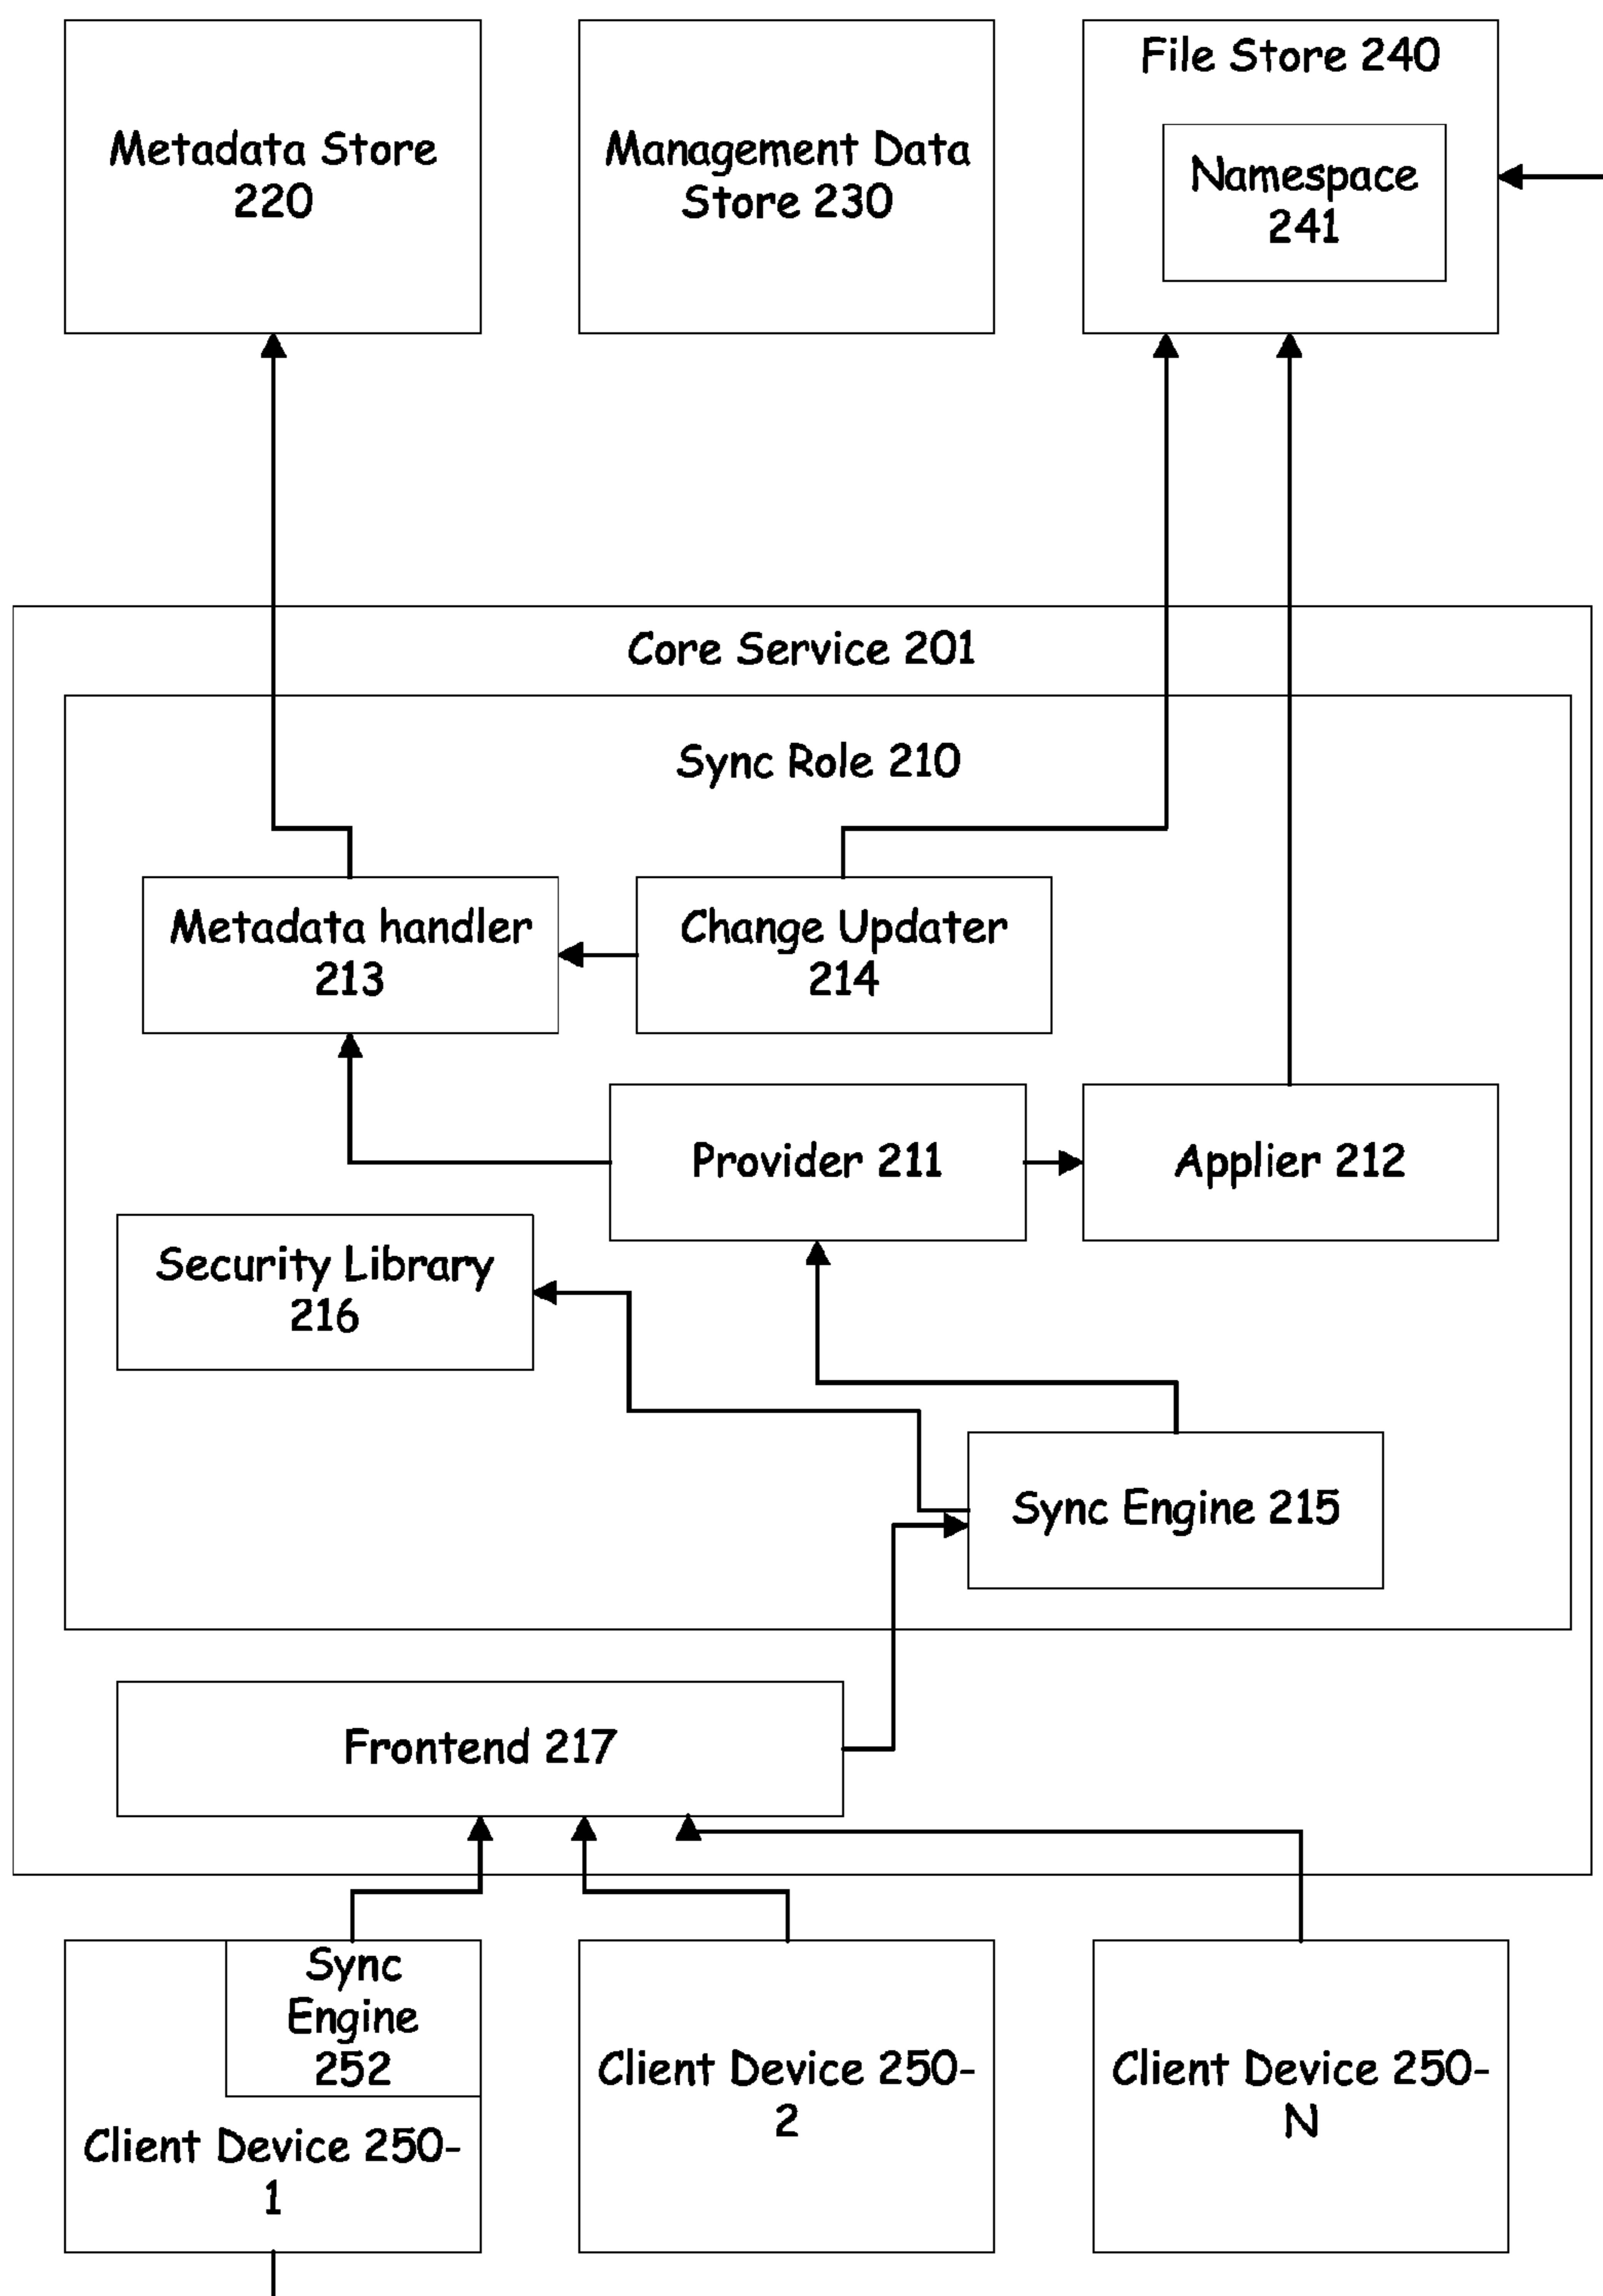 Metadata Store
220
Management Data
Store 230
File Store 240
Namespace
241
Core Service 201
Sync Role 210
Metadata handler
213
Change Updater
214
Provider 211
Applier 212
Security Library
216
Sync Engine 215
Frontend 217
Sync
Engine
252
Client Device 250-
1
Client Device 250-
2
Client Device 250-
N